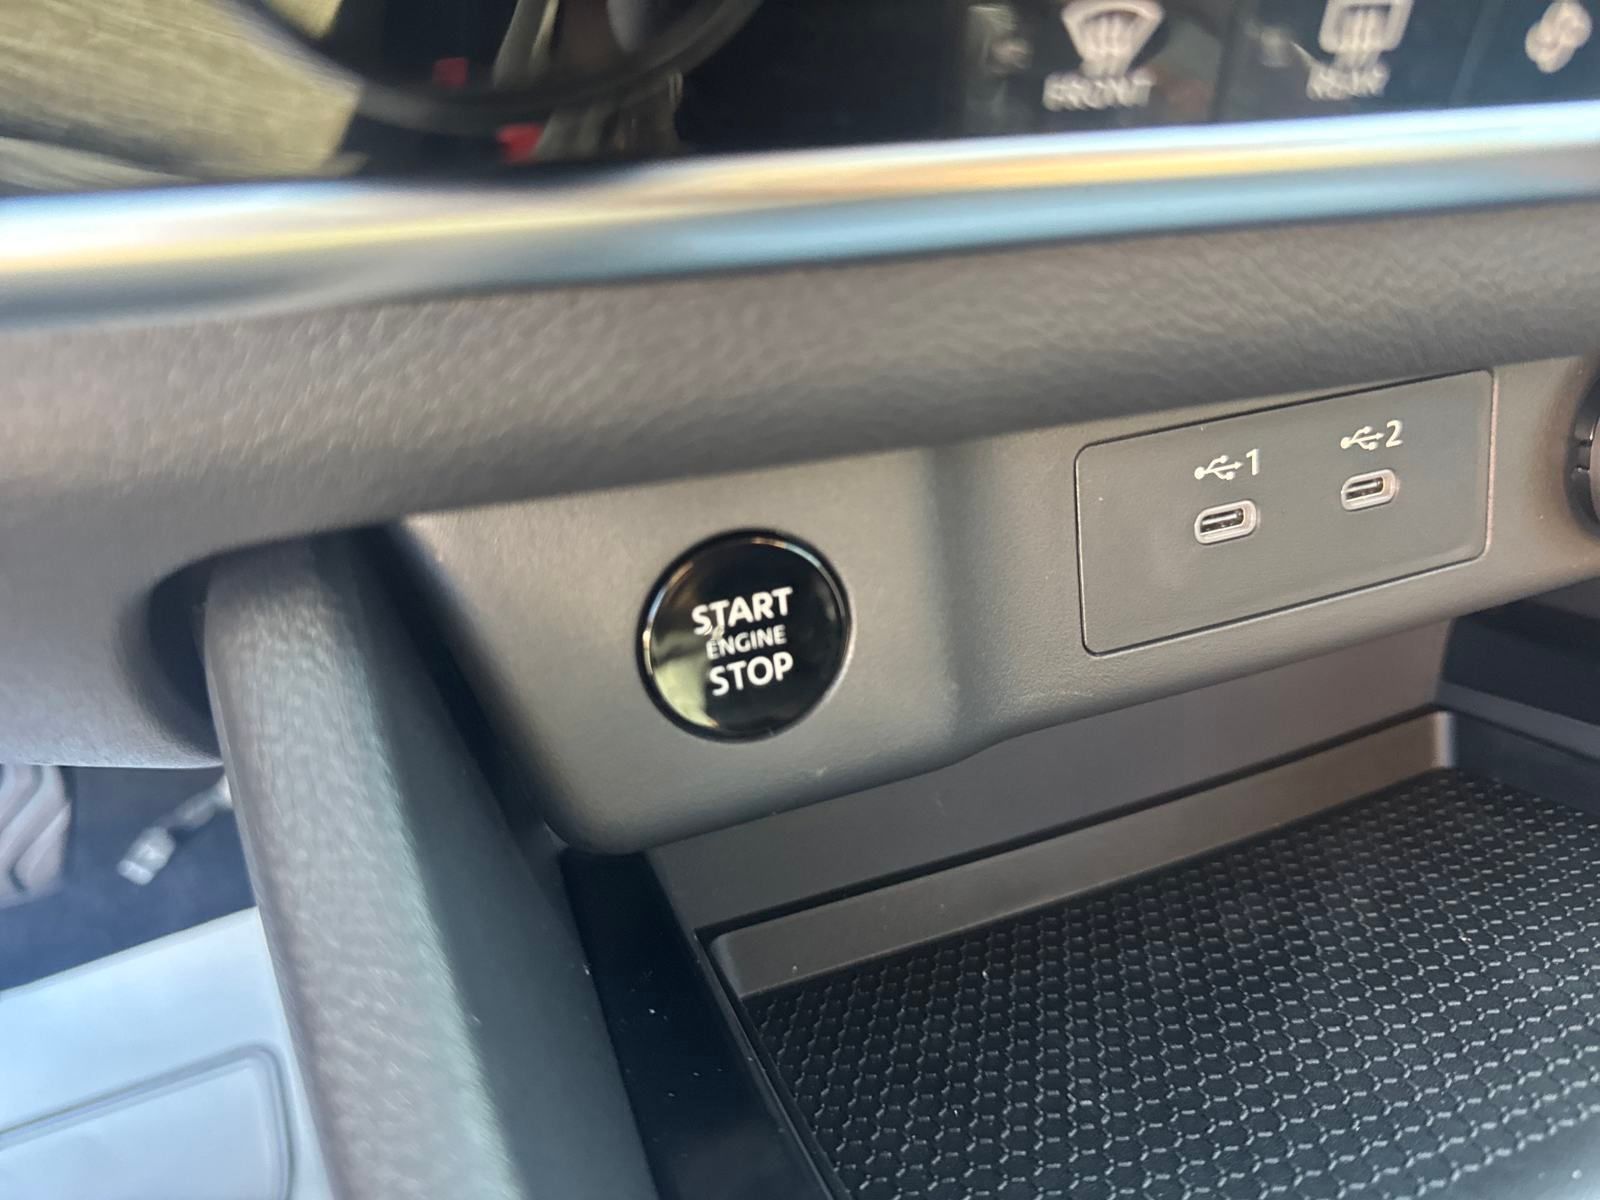 FRONT
REAR
1
2
START
ENGINE
STOP